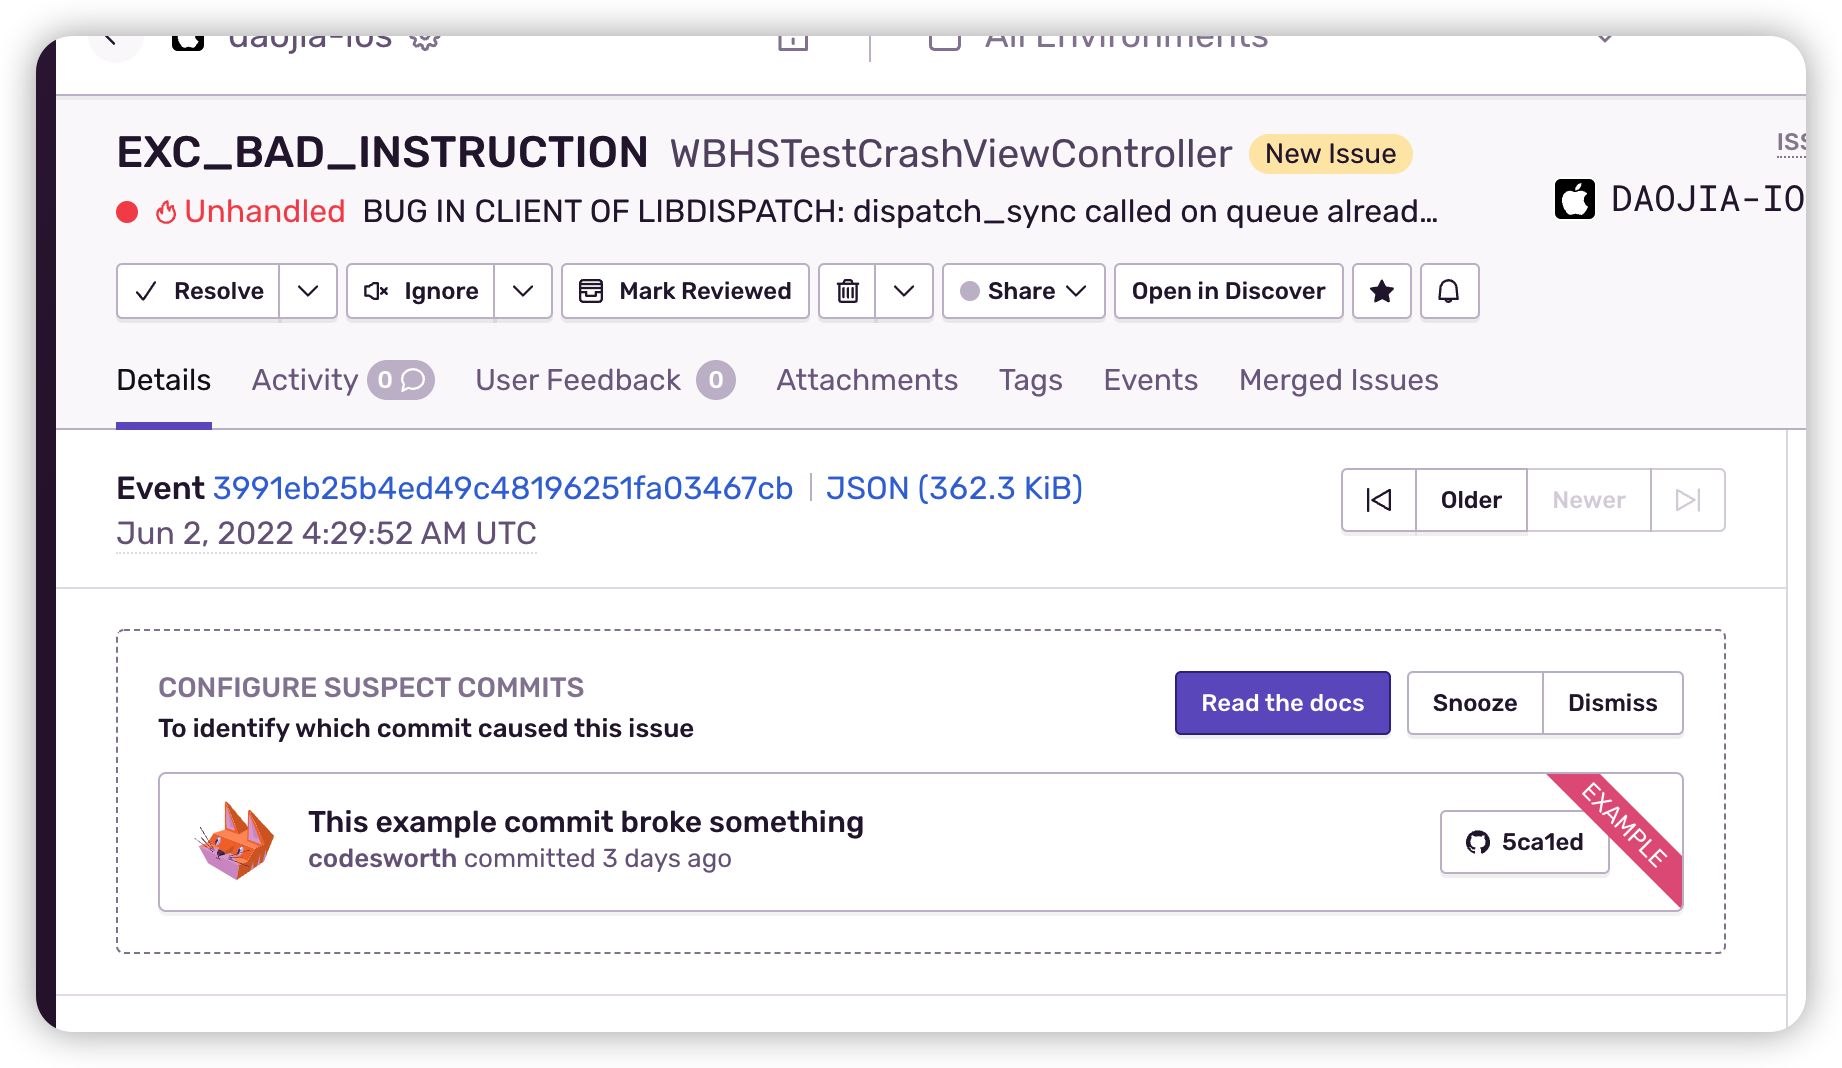 daojia-ios All Environments
EXC_BAD_INSTRUCTION WBHSTestCrashViewController New Issue
Unhandled BUG IN CLIENT OF LIBDISPATCH: dispatch_sync called on queue alread...
DAOJIA-IO
Resolve Ignore Mark Reviewed Share Open in Discover
Details Activity 0 User Feedback 0 Attachments Tags Events Merged Issues
Event 3991eb25b4ed49c48196251fa03467cb JSON (362.3 KiB)
Jun 2, 2022 4:29:52 AM UTC
Older Newer
CONFIGURE SUSPECT COMMITS
To identify which commit caused this issue
Read the docs Snooze Dismiss
This example commit broke something
codesworth committed 3 days ago
5ca1ed
EXAMPLE